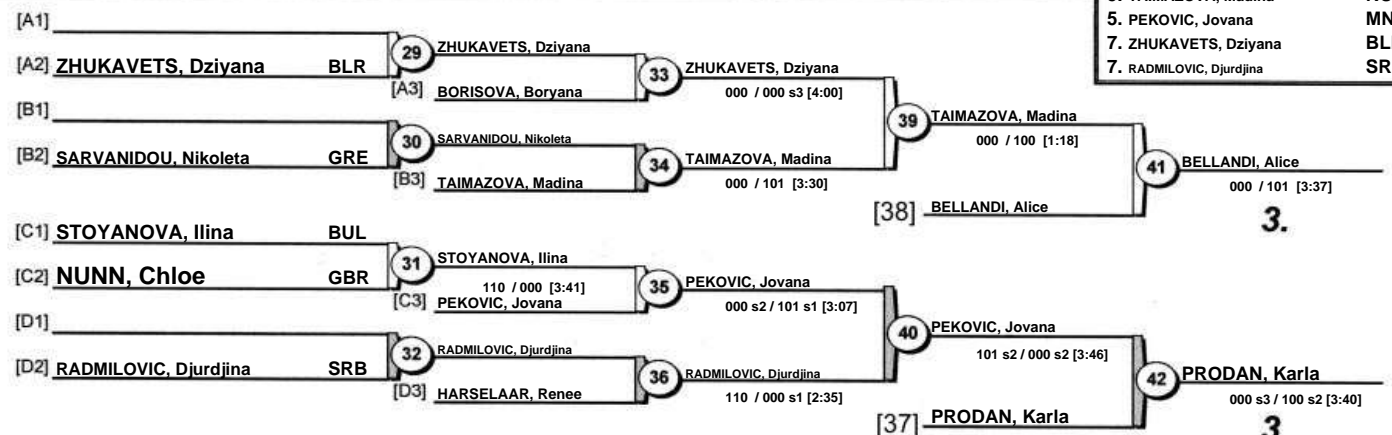 5. PEKOVIC, Jovana MN
7. ZHUKAVETS, Dziyana BL
7. RADMILOVIC, Djurdjina SR
[A1]
[A2] ZHUKAVETS, Dziyana BLR
29
ZHUKAVETS, Dziyana
[A3] BORISOVA, Boryana
33
ZHUKAVETS, Dziyana
000 / 000 s3 [4:00]
[B1]
[B2] SARVANIDOU, Nikoleta GRE
30
SARVANIDOU, Nikoleta
[B3] TAIMAZOVA, Madina
34
TAIMAZOVA, Madina
000 / 101 [3:30]
39
TAIMAZOVA, Madina
000 / 100 [1:18]
[38] BELLANDI, Alice
41
BELLANDI, Alice
000 / 101 [3:37]
3.
[C1] STOYANOVA, Ilina BUL
[C2] NUNN, Chloe GBR
31
STOYANOVA, Ilina
110 / 000 [3:41]
[C3] PEKOVIC, Jovana
35
PEKOVIC, Jovana
000 s2 / 101 s1 [3:07]
[D1]
[D2] RADMILOVIC, Djurdjina SRB
32
RADMILOVIC, Djurdjina
[D3] HARSELAAR, Renee
36
RADMILOVIC, Djurdjina
110 / 000 s1 [2:35]
40
PEKOVIC, Jovana
101 s2 / 000 s2 [3:46]
[37] PRODAN, Karla
42
PRODAN, Karla
000 s3 / 100 s2 [3:40]
3